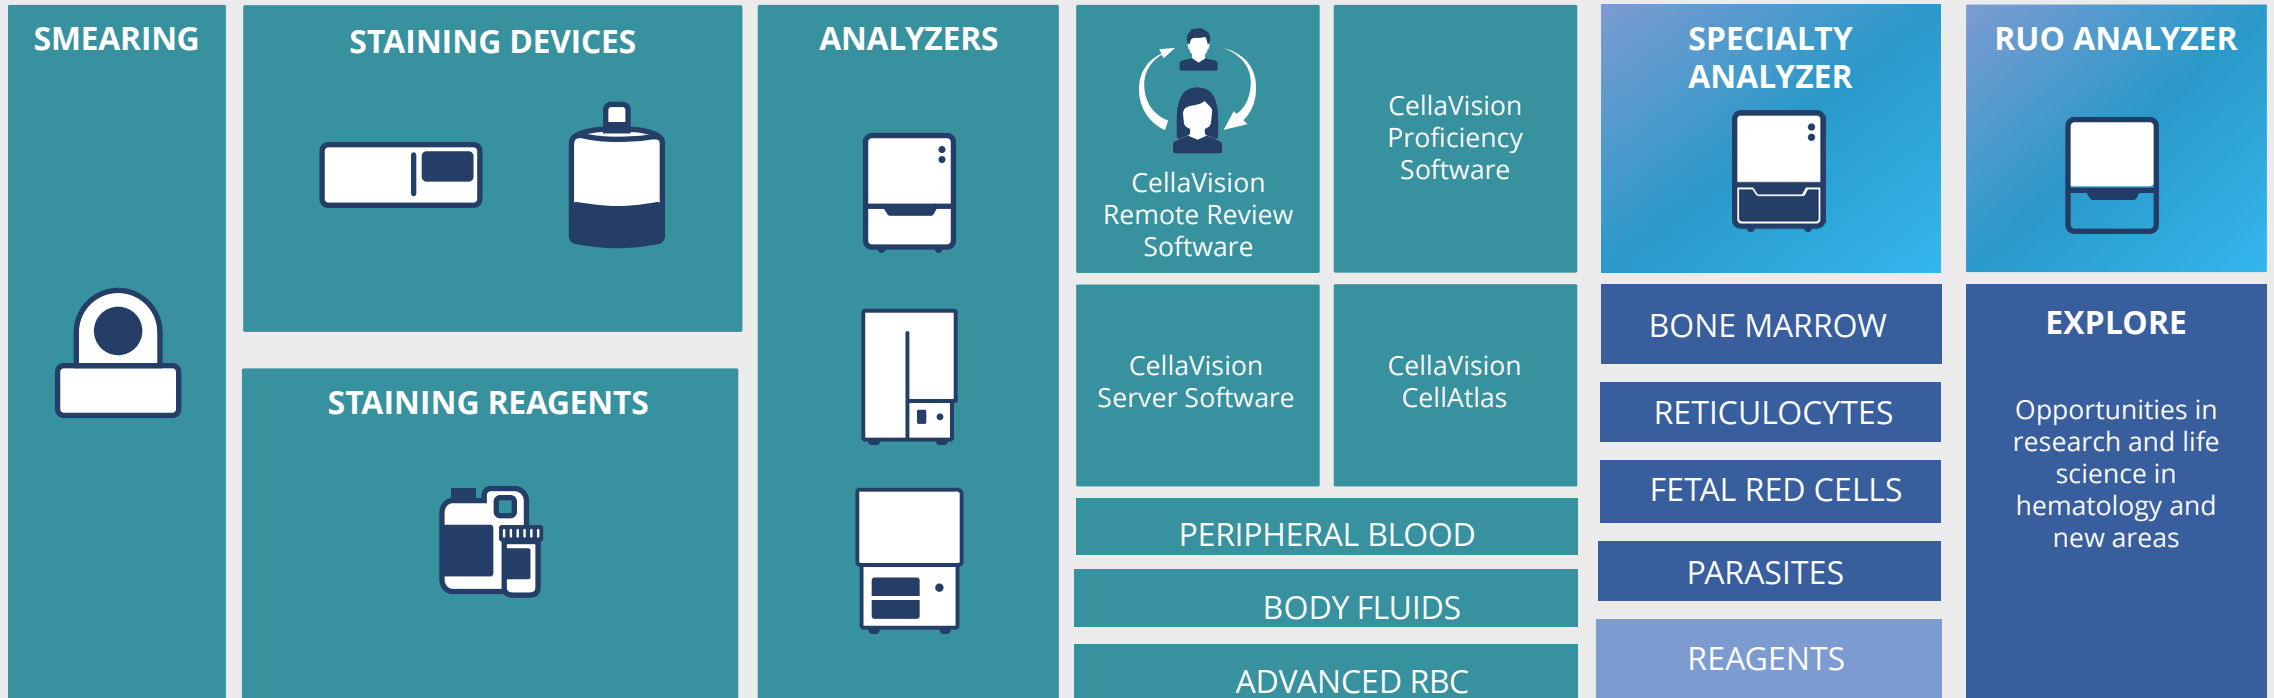 SMEARING
STAINING DEVICES
STAINING REAGENTS
ANALYZERS
CellaVision
Remote Review
Software
CellaVision
Proficiency
Software
CellaVision
Server Software
CellaVision
CellAtlas
PERIPHERAL BLOOD
BODY FLUIDS
ADVANCED RBC
SPECIALTY
ANALYZER
BONE MARROW
RETICULOCYTES
FETAL RED CELLS
PARASITES
REAGENTS
RUO ANALYZER
EXPLORE
Opportunities in
research and life
science in
hematology and
new areas